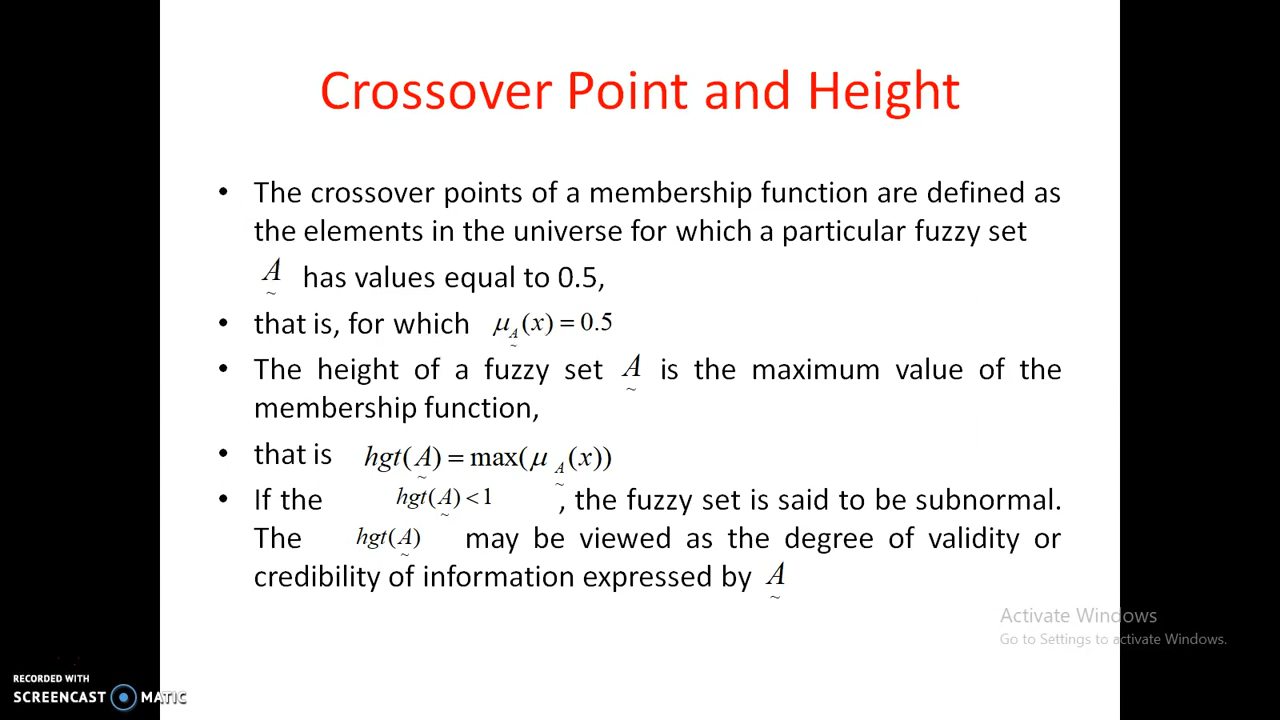 Crossover Point and Height
• The crossover points of a membership function are defined as
the elements in the universe for which a particular fuzzy set
A̰ has values equal to 0.5,
• that is, for which μ_A̰(x) = 0.5
• The height of a fuzzy set A̰ is the maximum value of the
membership function,
• that is hgt(A̰) = max(μ_A̰(x))
• If the hgt(A̰) < 1 , the fuzzy set is said to be subnormal.
The hgt(A̰) may be viewed as the degree of validity or
credibility of information expressed by A̰
Activate Windows
Go to Settings to activate Windows.
RECORDED WITH
SCREENCAST MATIC